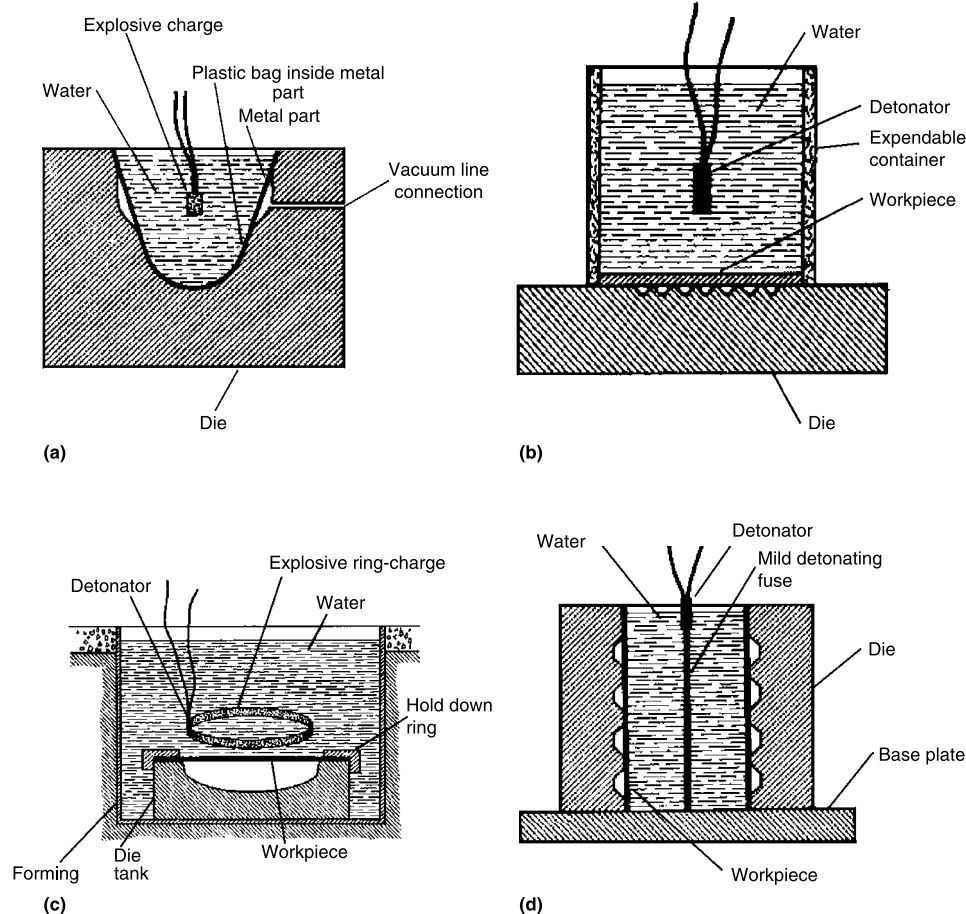 Explosive charge
Plastic bag inside metal
part
Water
Metal part
Vacuum line
connection
Die
(a)
Water
Detonator
Expendable
container
Workpiece
Die
(b)
Explosive ring-charge
Detonator
Water
Hold down
ring
Workpiece
Die
tank
Forming
(c)
Detonator
Water
Mild detonating
fuse
Die
Base plate
Workpiece
(d)